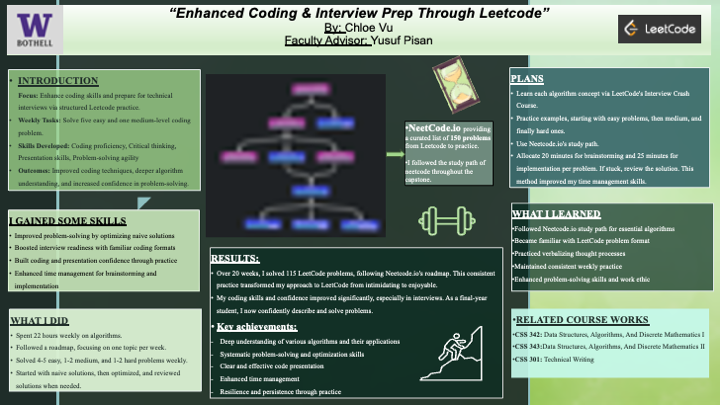 “Enhanced Coding & Interview Prep Through Leetcode”
By: Chloe Vu
Faculty Advisor: Yusuf Pisan
W
BOTHELL
LeetCode
• INTRODUCTION
Focus: Enhance coding skills and prepare for technical
interviews via structured Leetcode practice.
• Weekly Tasks: Solve five easy and one medium-level coding
problem.
• Skills Developed: Coding proficiency, Critical thinking,
Presentation skills, Problem-solving agility
• Outcomes: Improved coding techniques, deeper algorithm
understanding, and increased confidence in problem-solving.
I GAINED SOME SKILLS
• Improved problem-solving by optimizing naive solutions
• Boosted interview readiness with familiar coding formats
• Built coding and presentation confidence through practice
• Enhanced time management for brainstorming and
implementation
WHAT I DID
• Spent 22 hours weekly on algorithms.
• Followed a roadmap, focusing on one topic per week.
• Solved 4-5 easy, 1-2 medium, and 1-2 hard problems weekly.
• Started with naive solutions, then optimized, and reviewed
solutions when needed.
•NeetCode.io providing
a curated list of 150 problems
from Leetcode to practice.
•I followed the study path of
neetcode throughout the
capstone.
RESULTS:
• Over 20 weeks, I solved 115 LeetCode problems, following Neetcode.io's roadmap. This consistent
practice transformed my approach to LeetCode from intimidating to enjoyable.
• My coding skills and confidence improved significantly, especially in interviews. As a final-year
student, I now confidently describe and solve problems.
• Key achievements:
- Deep understanding of various algorithms and their applications
- Systematic problem-solving and optimization skills
- Clear and effective code presentation
- Enhanced time management
- Resilience and persistence through practice
PLANS
• Learn each algorithm concept via LeetCode's Interview Crash
Course.
• Practice examples, starting with easy problems, then medium, and
finally hard ones.
• Use Neetcode.io's study path.
• Allocate 20 minutes for brainstorming and 25 minutes for
implementation per problem. If stuck, review the solution. This
method improved my time management skills.
WHAT I LEARNED
•Followed Neetcode.io study path for essential algorithms
•Became familiar with LeetCode problem format
•Practiced verbalizing thought processes
•Maintained consistent weekly practice
•Enhanced problem-solving skills and work ethic
•RELATED COURSE WORKS
•CSS 342: Data Structures, Algorithms, And Discrete Mathematics I
•CSS 343:Data Structures, Algorithms, And Discrete Mathematics II
•CSS 301: Technical Writing